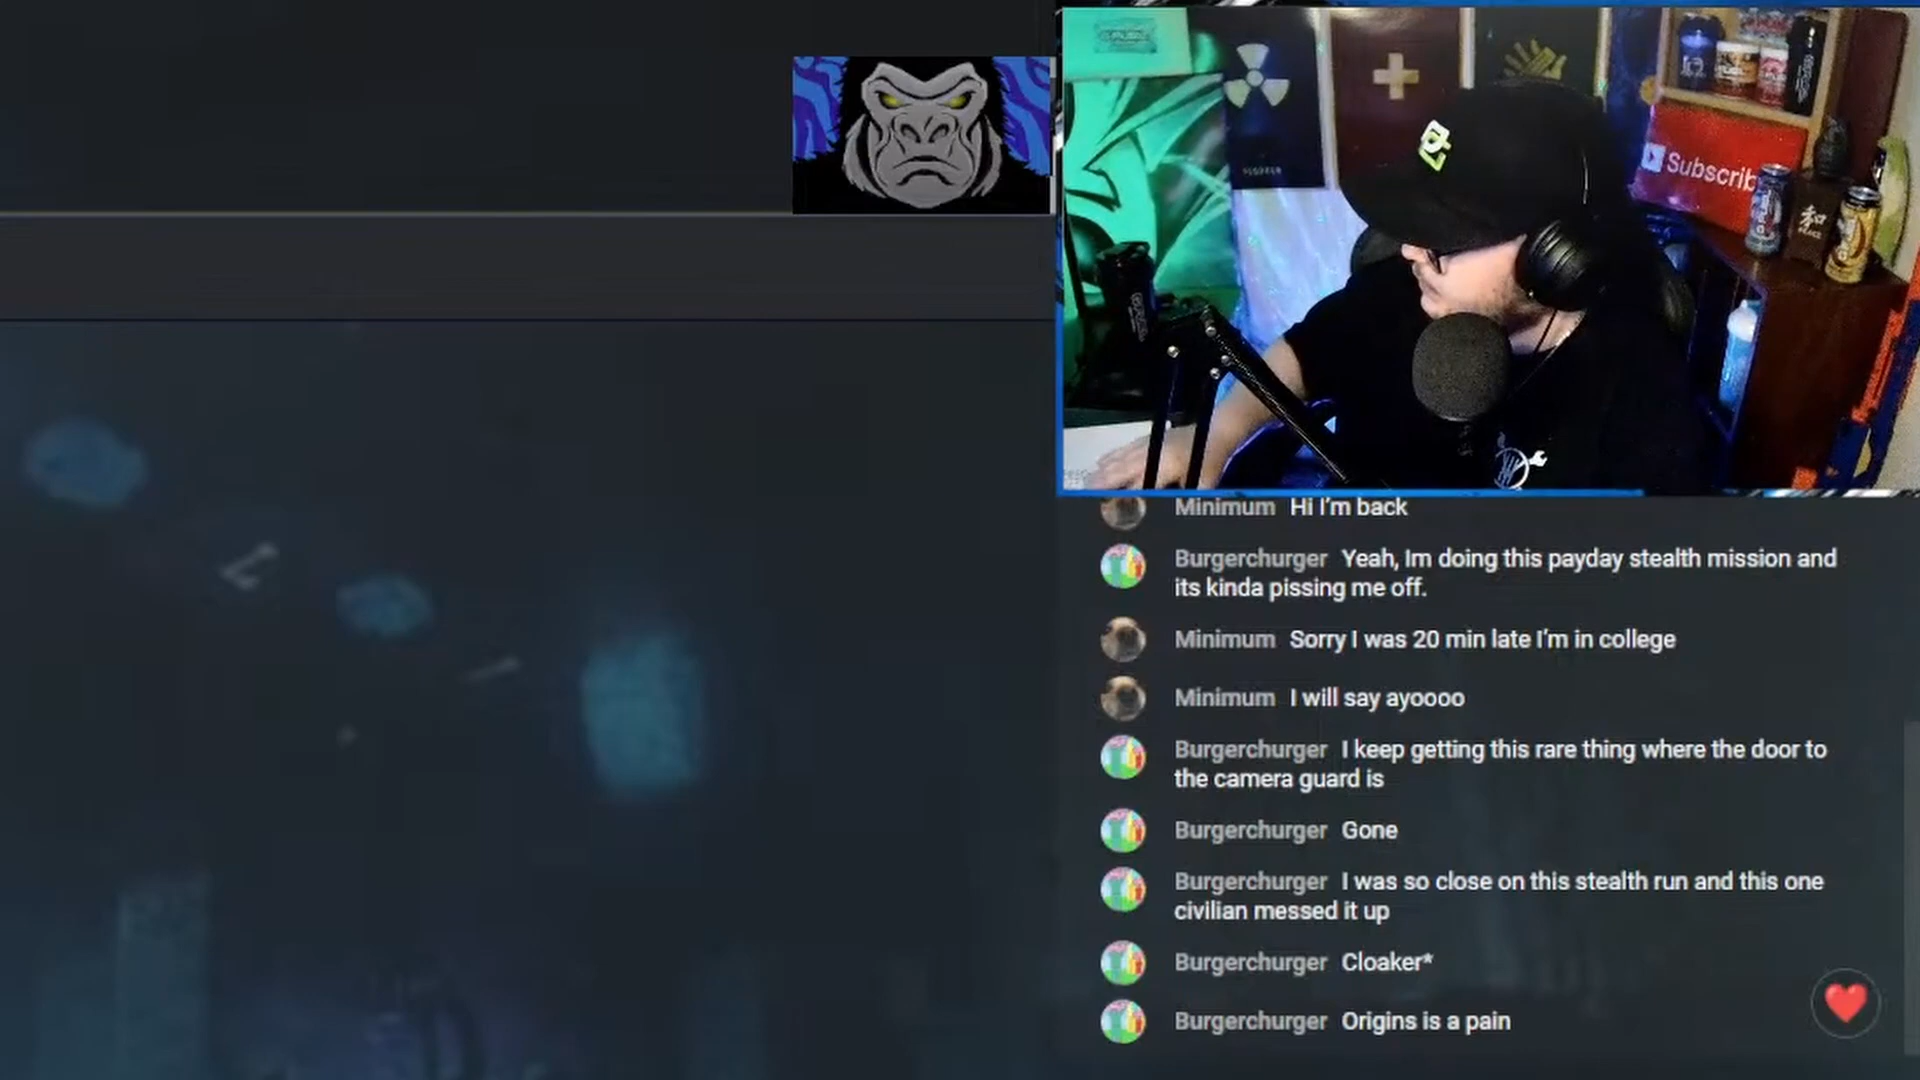 Subscrib
和
PEACE
Minimum Hi I'm back
Burgerchurger Yeah, Im doing this payday stealth mission and
its kinda pissing me off.
Minimum Sorry I was 20 min late I'm in college
Minimum I will say ayoooo
Burgerchurger I keep getting this rare thing where the door to
the camera guard is
Burgerchurger Gone
Burgerchurger I was so close on this stealth run and this one
civilian messed it up
Burgerchurger Cloaker*
Burgerchurger Origins is a pain